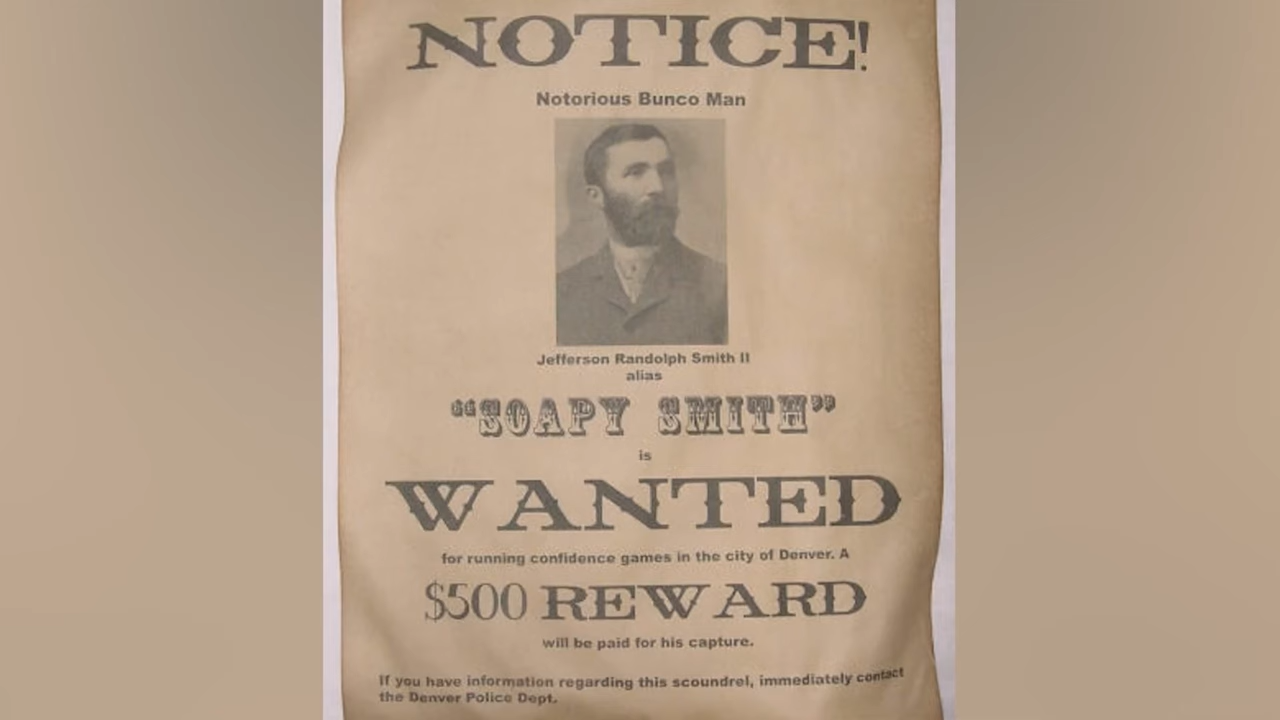 NOTICE!
Notorious Bunco Man
Jefferson Randolph Smith II
alias
“SOAPY SMITH”
is
WANTED
for running confidence games in the city of Denver. A
$500 REWARD
will be paid for his capture.
If you have information regarding this scoundrel, immediately contact
the Denver Police Dept.